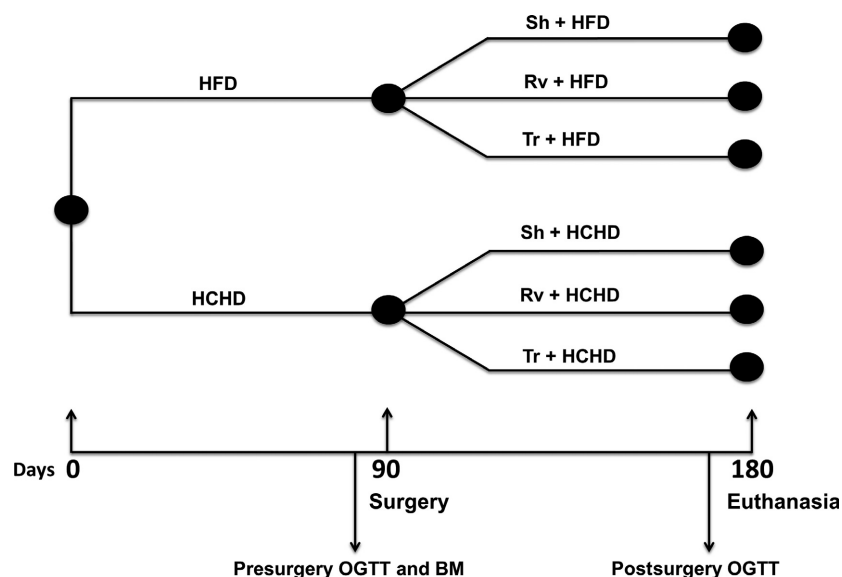 Sh + HFD
HFD
Rv + HFD
Tr + HFD
Sh + HCHD
HCHD
Rv + HCHD
Tr + HCHD
Days 0 90 180
Surgery Euthanasia
Presurgery OGTT and BM Postsurgery OGTT